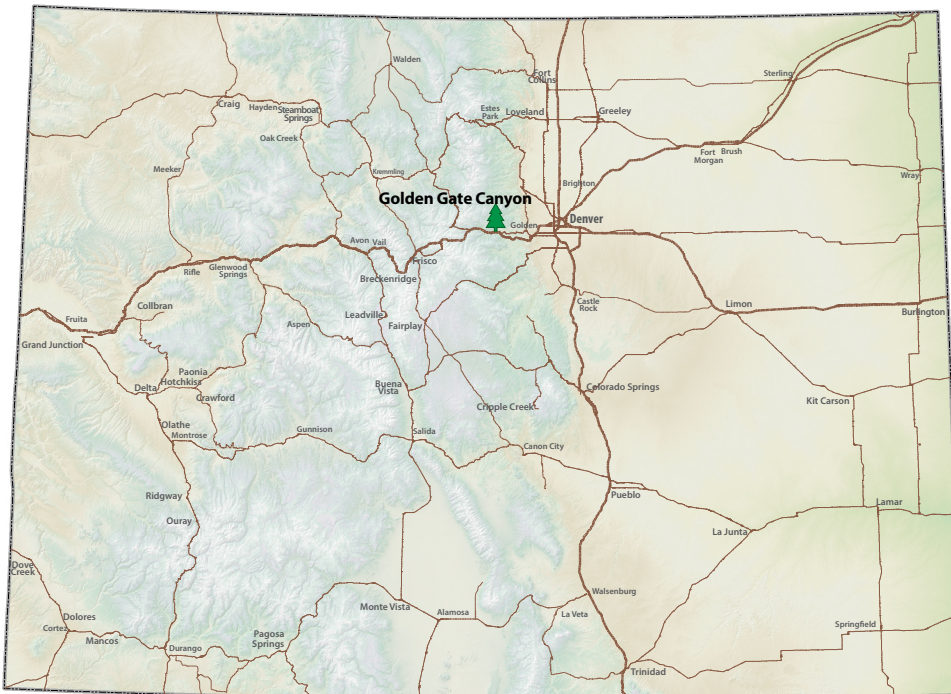 Walden
Fort
Collins
Sterling
Craig
Hayden
Steamboat
Springs
Estes
Park
Loveland
Greeley
Oak Creek
Fort
Morgan
Brush
Meeker
Kremmling
Wray
Brighton
Golden Gate Canyon
Golden
Denver
Avon
Vail
Frisco
Rifle
Glenwood
Springs
Breckenridge
Castle
Rock
Collbran
Limon
Burlington
Fruita
Leadville
Aspen
Fairplay
Grand Junction
Paonia
Hotchkiss
Delta
Crawford
Buena
Vista
Colorado Springs
Cripple Creek
Kit Carson
Olathe
Montrose
Gunnison
Salida
Canon City
Ridgway
Pueblo
Lamar
Ouray
La Junta
Dove
Creek
Walsenburg
Monte Vista
Alamosa
La Veta
Dolores
Cortez
Mancos
Durango
Pagosa
Springs
Springfield
Trinidad